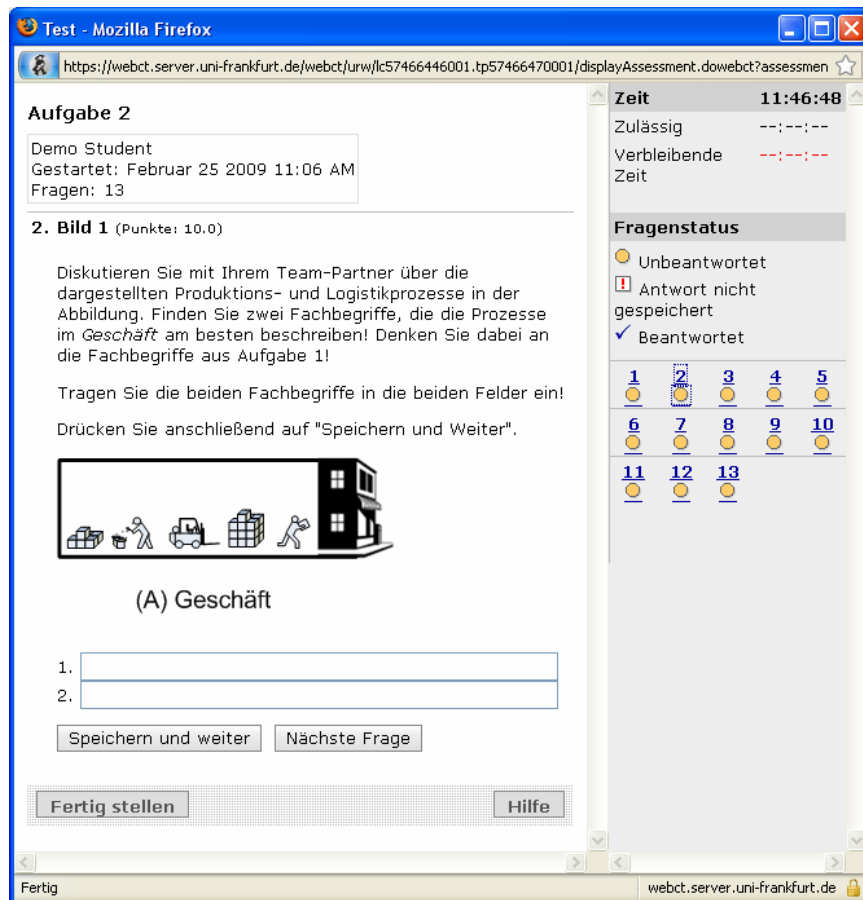 Test - Mozilla Firefox
https://webct.server.uni-frankfurt.de/webct/urw/lc57466446001.tp57466470001/displayAssessment.dowebct?assessmen
Aufgabe 2
Demo Student
Gestartet: Februar 25 2009 11:06 AM
Fragen: 13
2. Bild 1 (Punkte: 10.0)
Diskutieren Sie mit Ihrem Team-Partner über die
dargestellten Produktions- und Logistikprozesse in der
Abbildung. Finden Sie zwei Fachbegriffe, die die Prozesse
im Geschäft am besten beschreiben! Denken Sie dabei an
die Fachbegriffe aus Aufgabe 1!
Tragen Sie die beiden Fachbegriffe in die beiden Felder ein!
Drücken Sie anschließend auf "Speichern und Weiter".
(A) Geschäft
1.
2.
Speichern und weiter Nächste Frage
Fertig stellen Hilfe
Zeit 11:46:48
Zulässig --:--:--
Verbleibende --:--:--
Zeit
Fragenstatus
Unbeantwortet
Antwort nicht
gespeichert
Beantwortet
1 2 3 4 5
6 7 8 9 10
11 12 13
Fertig webct.server.uni-frankfurt.de